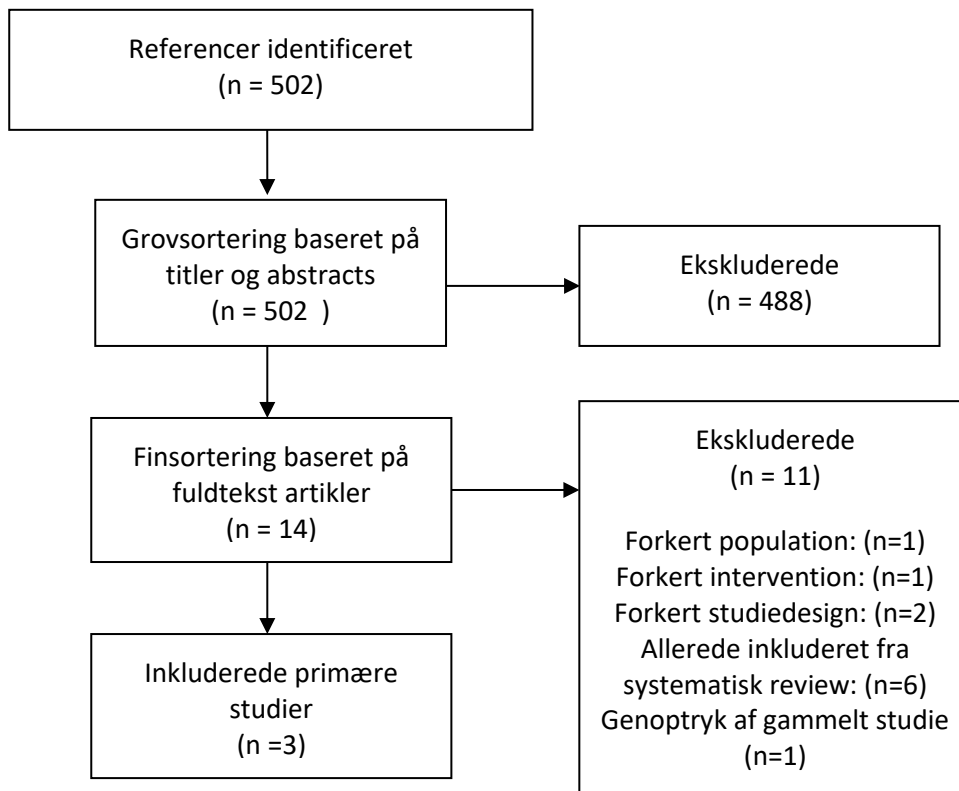 Referencer identificeret
(n = 502)
Grovsortering baseret på
titler og abstracts
(n = 502 )
Ekskluderede
(n = 488)
Finsortering baseret på
fuldtekst artikler
(n = 14)
Ekskluderede
(n = 11)
Forkert population: (n=1)
Forkert intervention: (n=1)
Forkert studiedesign: (n=2)
Allerede inkluderet fra
systematisk review: (n=6)
Genoptryk af gammelt studie
(n=1)
Inkluderede primære
studier
(n =3)